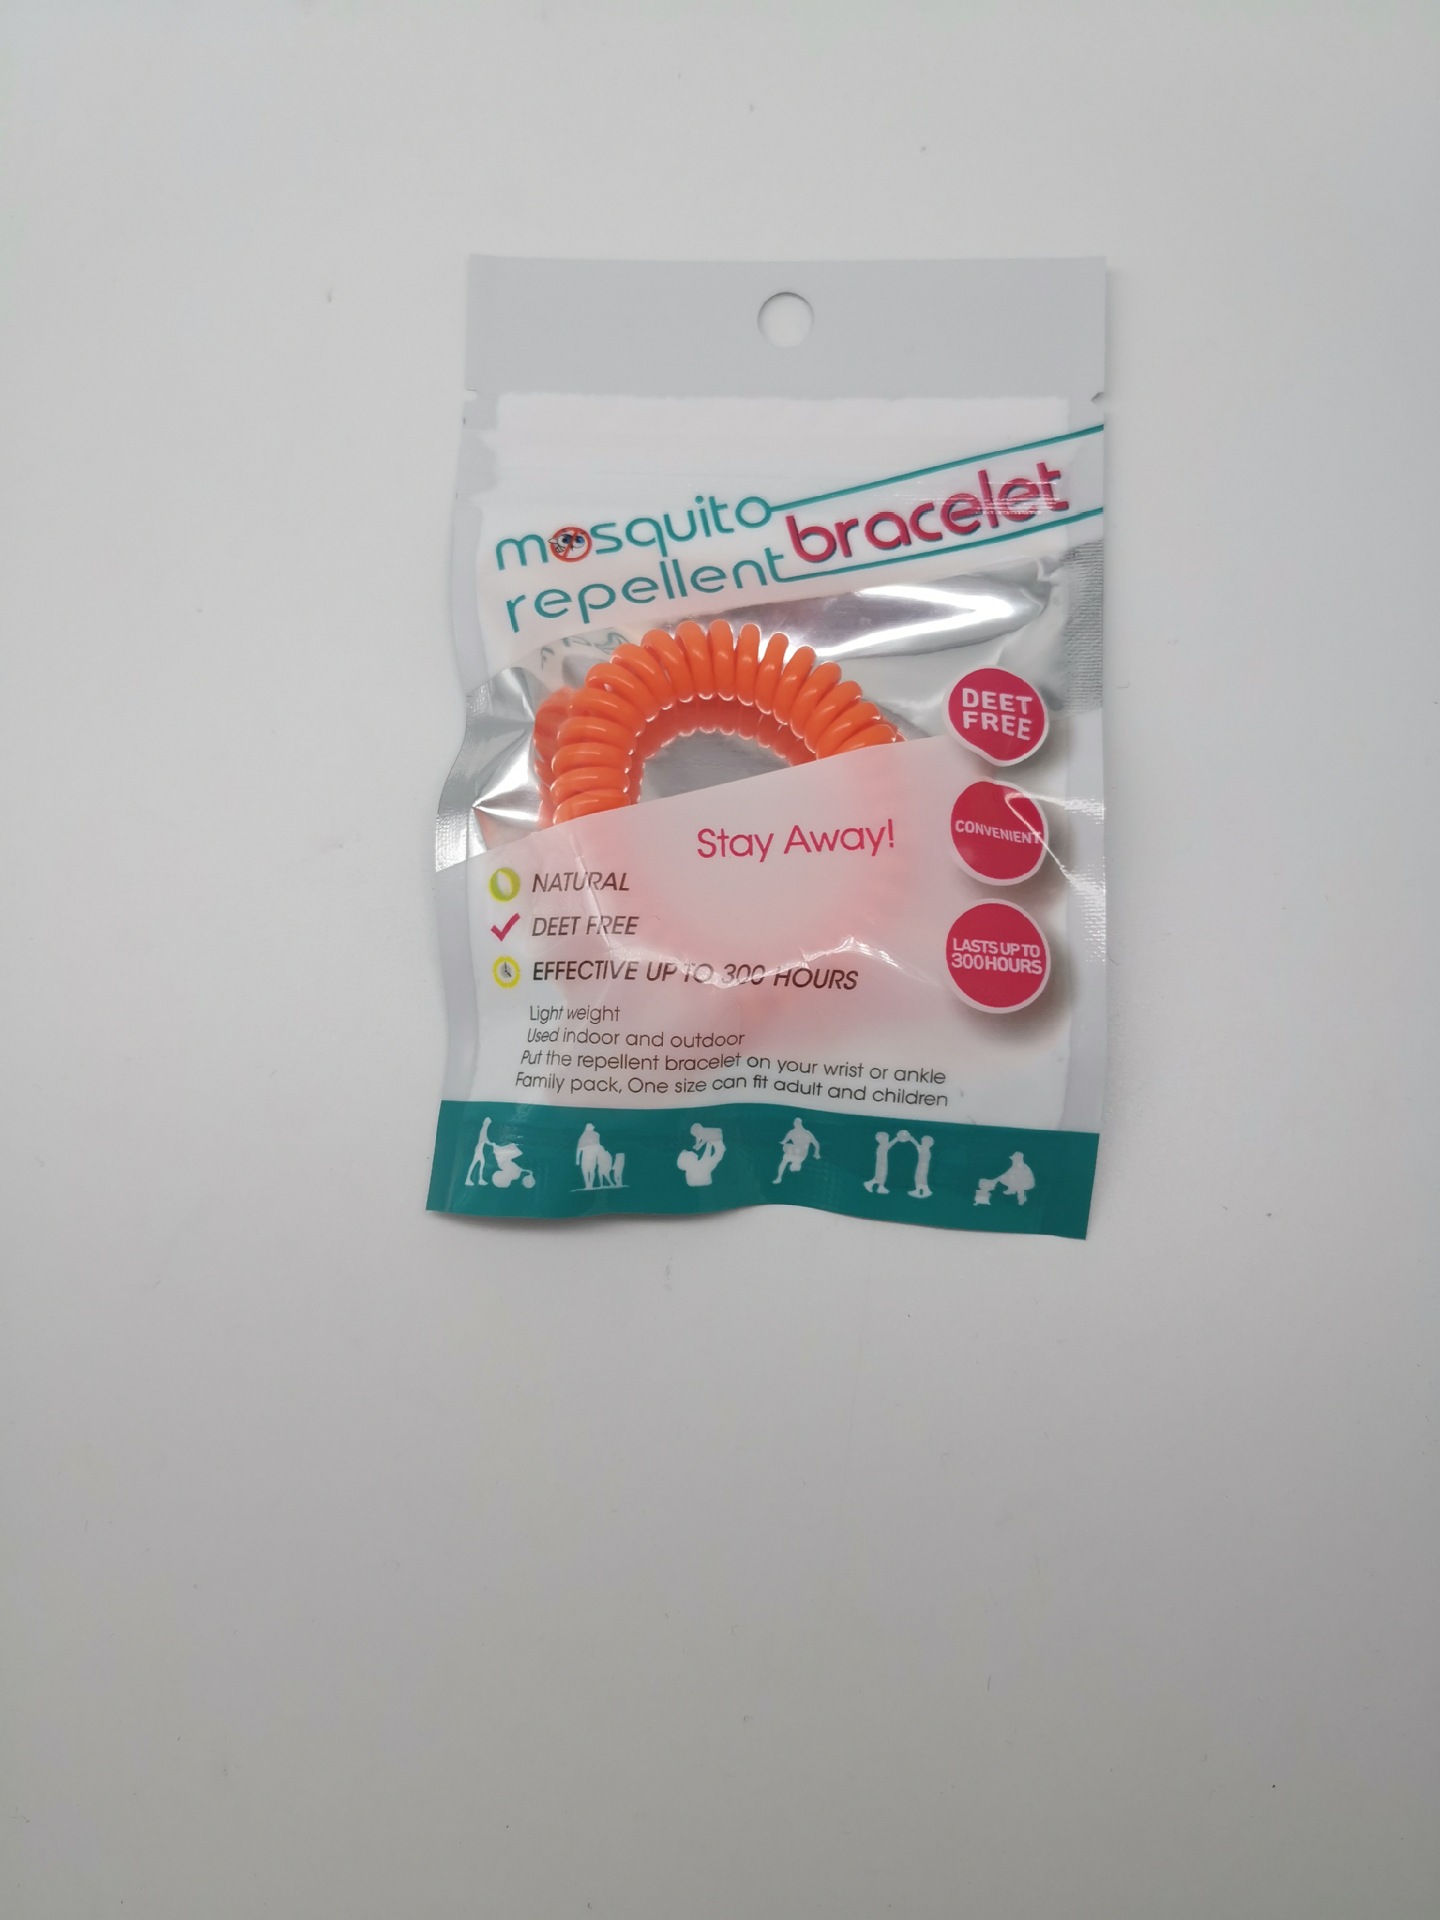 mosquito
repellent bracelet
DEET
FREE
CONVENIENT
LASTS UP TO
300 HOURS
Stay Away!
NATURAL
DEET FREE
EFFECTIVE UP TO 300 HOURS
Light weight
Used indoor and outdoor
Put the repellent bracelet on your wrist or ankle
Family pack, One size can fit adult and children